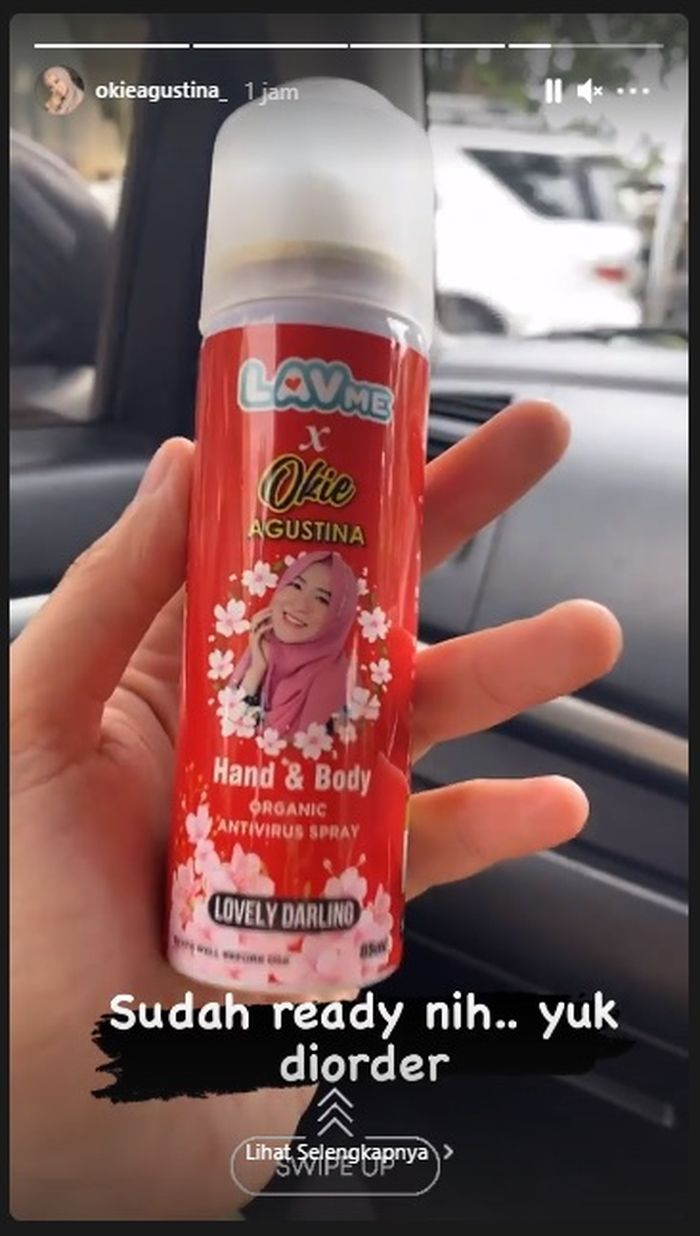 okieagustina_ 1 jam
LAVME
x
Okie
AGUSTINA
Hand & Body
ORGANIC
ANTIVIRUS SPRAY
LOVELY DARLING
Sudah ready nih.. yuk
diorder
Lihat Selengkapnya
SWIPE UP